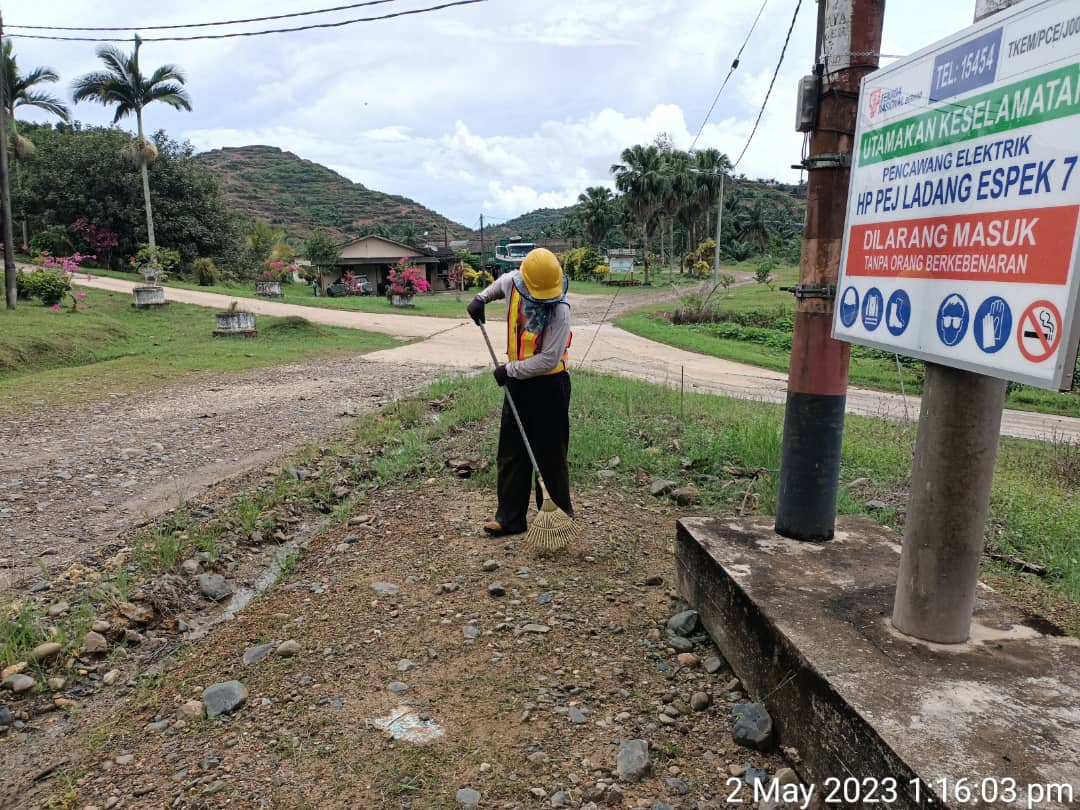 TENAGA
NASIONAL BERHAD
TEL: 15454
TKEM/PCE/J00
UTAMAKAN KESELAMATA
PENCAWANG ELEKTRIK
HP PEJ LADANG ESPEK 7
DILARANG MASUK
TANPA ORANG BERKEBENARAN
2 May 2023 1:16:03 pm